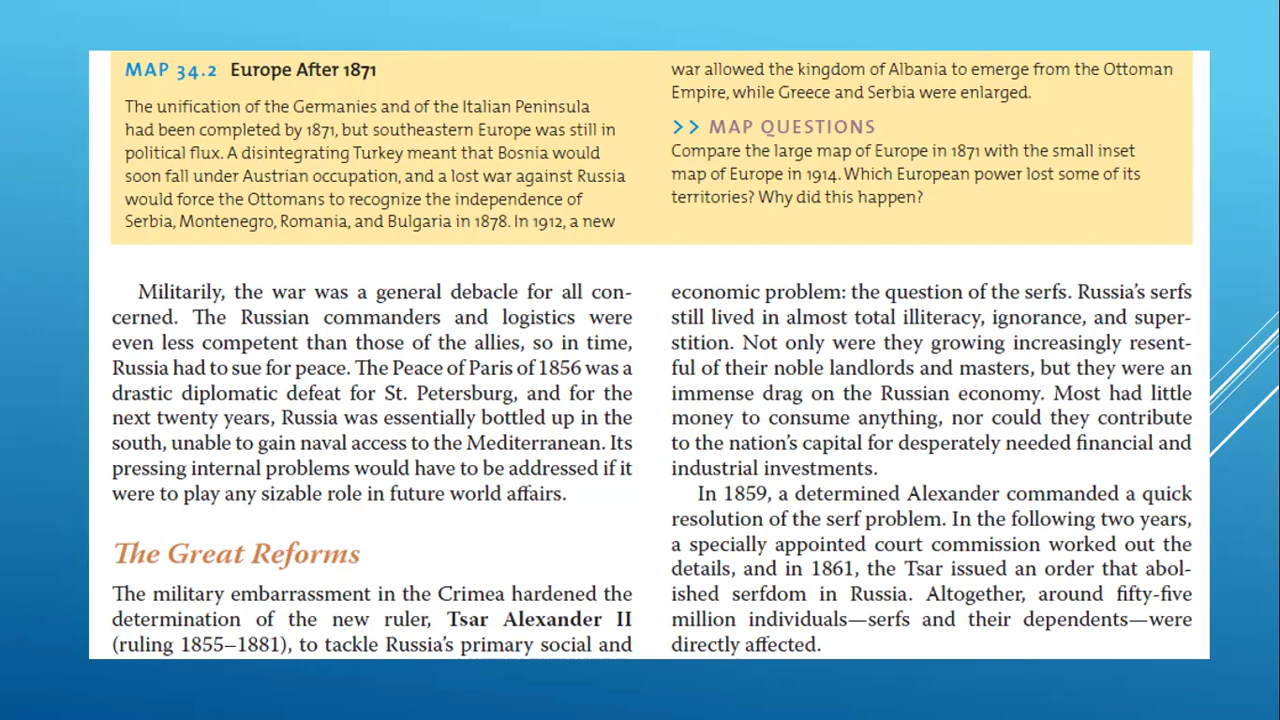 MAP 34.2 Europe After 1871
The unification of the Germanies and of the Italian Peninsula
had been completed by 1871, but southeastern Europe was still in
political flux. A disintegrating Turkey meant that Bosnia would
soon fall under Austrian occupation, and a lost war against Russia
would force the Ottomans to recognize the independence of
Serbia, Montenegro, Romania, and Bulgaria in 1878. In 1912, a new
war allowed the kingdom of Albania to emerge from the Ottoman
Empire, while Greece and Serbia were enlarged.
>> MAP QUESTIONS
Compare the large map of Europe in 1871 with the small inset
map of Europe in 1914. Which European power lost some of its
territories? Why did this happen?
Militarily, the war was a general debacle for all con-
cerned. The Russian commanders and logistics were
even less competent than those of the allies, so in time,
Russia had to sue for peace. The Peace of Paris of 1856 was a
drastic diplomatic defeat for St. Petersburg, and for the
next twenty years, Russia was essentially bottled up in the
south, unable to gain naval access to the Mediterranean. Its
pressing internal problems would have to be addressed if it
were to play any sizable role in future world affairs.
The Great Reforms
The military embarrassment in the Crimea hardened the
determination of the new ruler, Tsar Alexander II
(ruling 1855–1881), to tackle Russia's primary social and
economic problem: the question of the serfs. Russia's serfs
still lived in almost total illiteracy, ignorance, and super-
stition. Not only were they growing increasingly resent-
ful of their noble landlords and masters, but they were an
immense drag on the Russian economy. Most had little
money to consume anything, nor could they contribute
to the nation's capital for desperately needed financial and
industrial investments.
In 1859, a determined Alexander commanded a quick
resolution of the serf problem. In the following two years,
a specially appointed court commission worked out the
details, and in 1861, the Tsar issued an order that abol-
ished serfdom in Russia. Altogether, around fifty-five
million individuals—serfs and their dependents—were
directly affected.